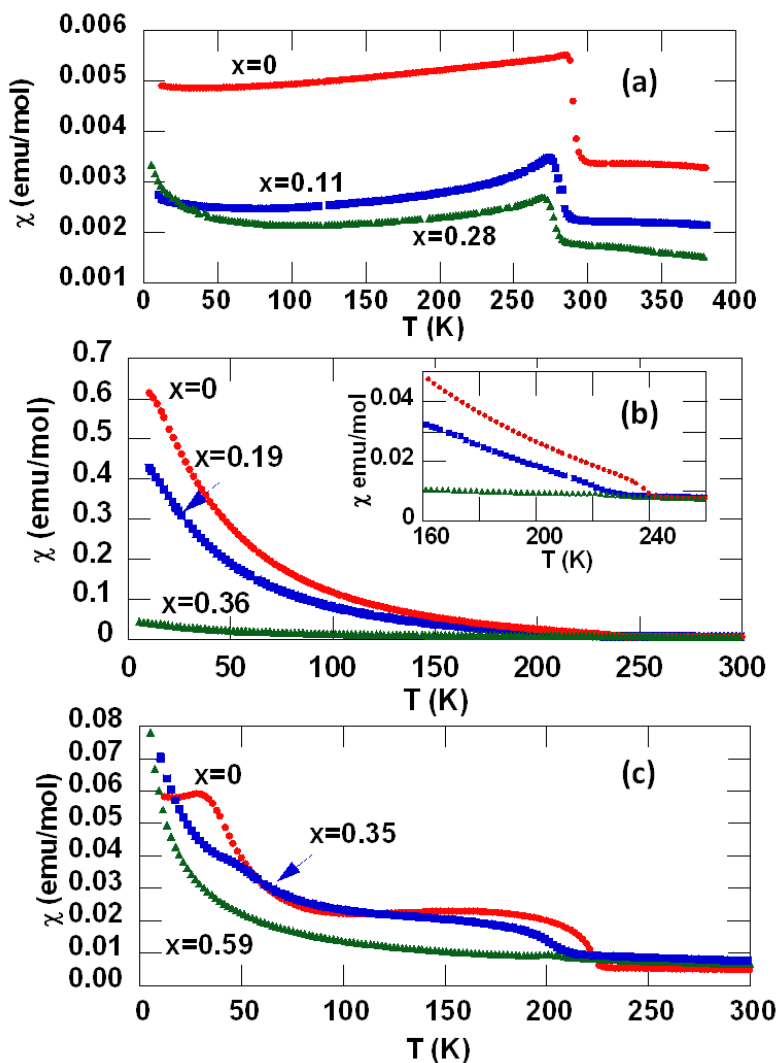 0.006
x=0
(a)
0.005
0.004
χ (emu/mol)
0.003
x=0.11
0.002
x=0.28
0.001
0 50 100 150 200 250 300 350 400
T (K)
0.7
x=0
0.6
0.04
(b)
0.5
x=0.19
χ emu/mol
0.4
0.02
χ (emu/mol)
0.3
0
160 200 240
0.2
T (K)
x=0.36
0.1
0
0 50 100 150 200 250 300
T (K)
0.08
(c)
0.07
x=0
0.06
x=0.35
0.05
χ (emu/mol)
0.04
0.03
0.02
x=0.59
0.01
0.00
0 50 100 150 200 250 300
T (K)